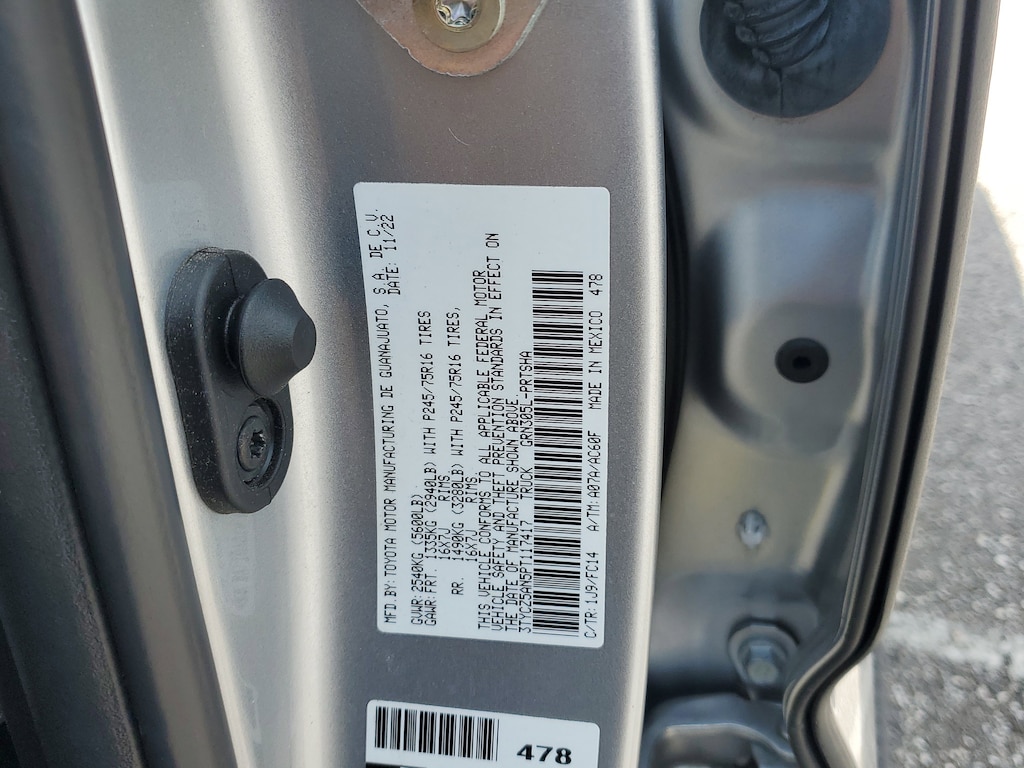 MFD.BY:TOYOTA MOTOR MANUFACTURING DE GUANAJUATO, S.A. DE C.V.
DATE: 11/22
GVWR:2540KG (5600LB)
GAWR:FRT. 1335KG (2940LB) WITH P245/75R16 TIRES
16X7J RIMS
RR. 1490KG (3280LB) WITH P245/75R16 TIRES,
16X7J RIMS
THIS VEHICLE CONFORMS TO ALL APPLICABLE FEDERAL MOTOR
VEHICLE SAFETY AND THEFT PREVENTION STANDARDS IN EFFECT ON
THE DATE OF MANUFACTURE SHOWN ABOVE.
3TYCZ5AN5PT117417 TRUCK GRN305L-PRTSHA
C/TR:1J9/FC14 A/TM:A07A/AC60F MADE IN MEXICO 478
478